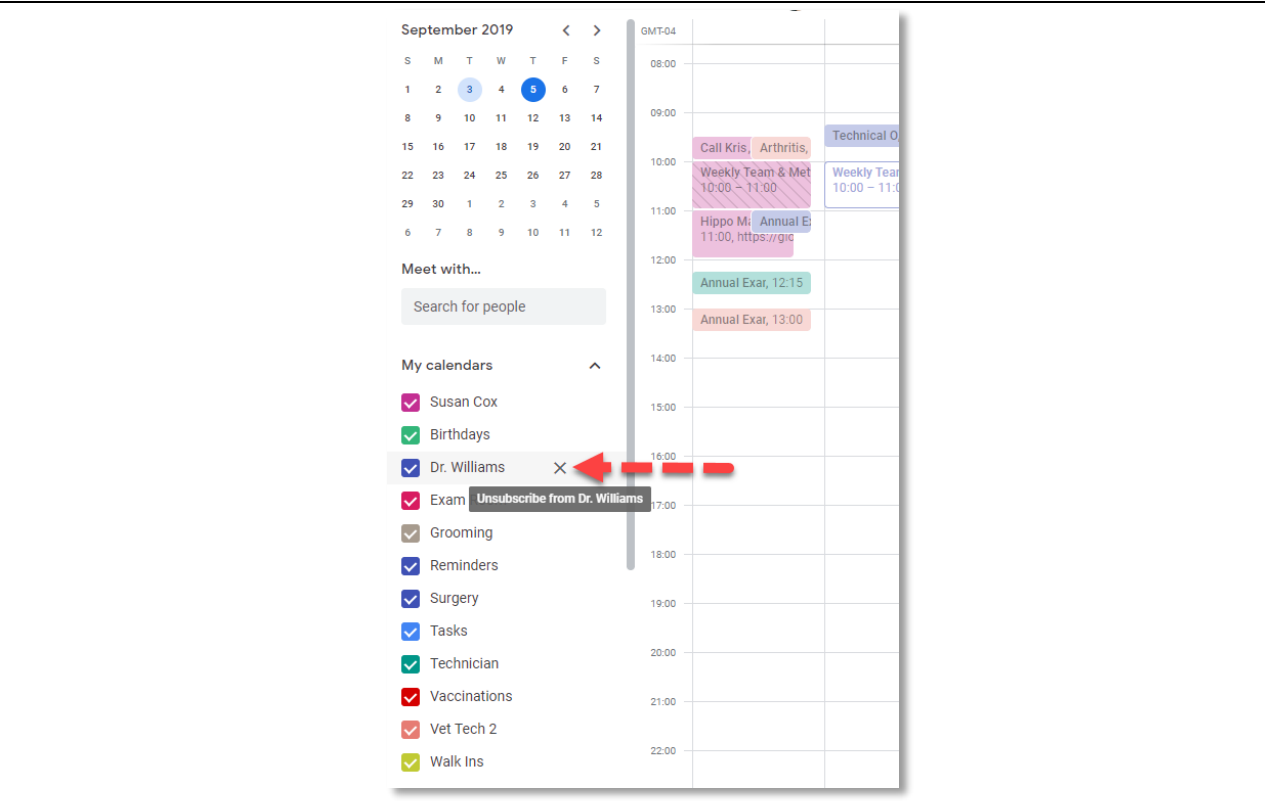 September 2019
S M T W T F S
1 2 3 4 5 6 7
8 9 10 11 12 13 14
15 16 17 18 19 20 21
22 23 24 25 26 27 28
29 30 1 2 3 4 5
6 7 8 9 10 11 12
Meet with...
Search for people
My calendars
Susan Cox
Birthdays
Dr. Williams
Unsubscribe from Dr. Williams
Exam
Grooming
Reminders
Surgery
Tasks
Technician
Vaccinations
Vet Tech 2
Walk Ins
GMT-04
08:00
09:00
Technical O
Call Kris, Arthritis,
10:00
Weekly Team & Met
10:00 – 11:00
Weekly Tear
10:00 – 11:0
11:00
Hippo Ma Annual E
11:00, https://gic
12:00
Annual Exar, 12:15
13:00
Annual Exar, 13:00
14:00
15:00
16:00
17:00
18:00
19:00
20:00
21:00
22:00